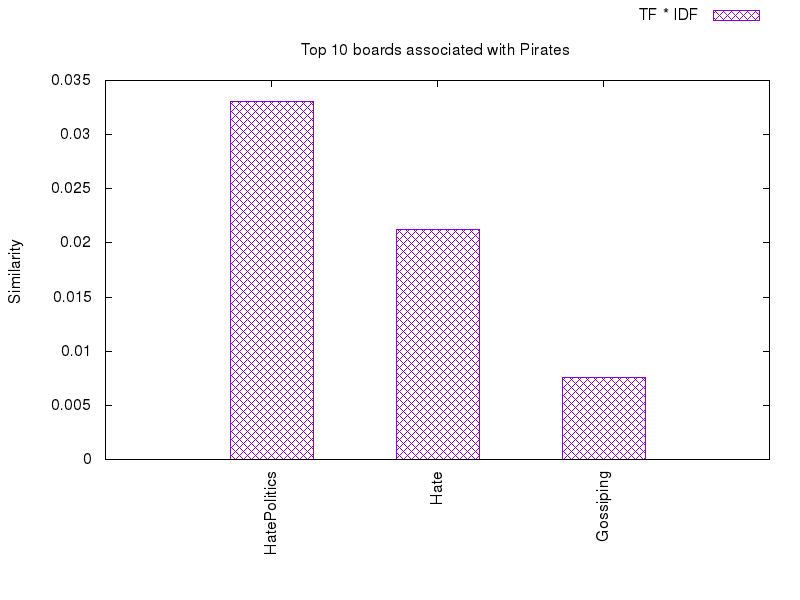 TF * IDF
Top 10 boards associated with Pirates
0.035
0.03
0.025
0.02
0.015
0.01
0.005
0
Similarity
HatePolitics
Hate
Gossiping